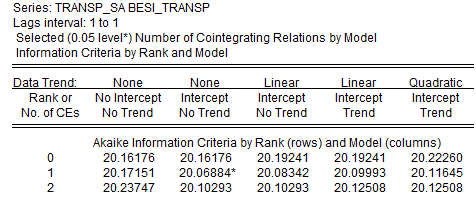 Series: TRANSP_SA BESI_TRANSP
Lags interval: 1 to 1
Selected (0.05 level*) Number of Cointegrating Relations by Model
Information Criteria by Rank and Model
Data Trend: None None Linear Linear Quadratic
Rank or No Intercept Intercept Intercept Intercept Intercept
No. of CEs No Trend No Trend No Trend Trend Trend
Akaike Information Criteria by Rank (rows) and Model (columns)
0 20.16176 20.16176 20.19241 20.19241 20.22260
1 20.17151 20.06884* 20.08342 20.09993 20.11645
2 20.23747 20.10293 20.10293 20.12508 20.12508